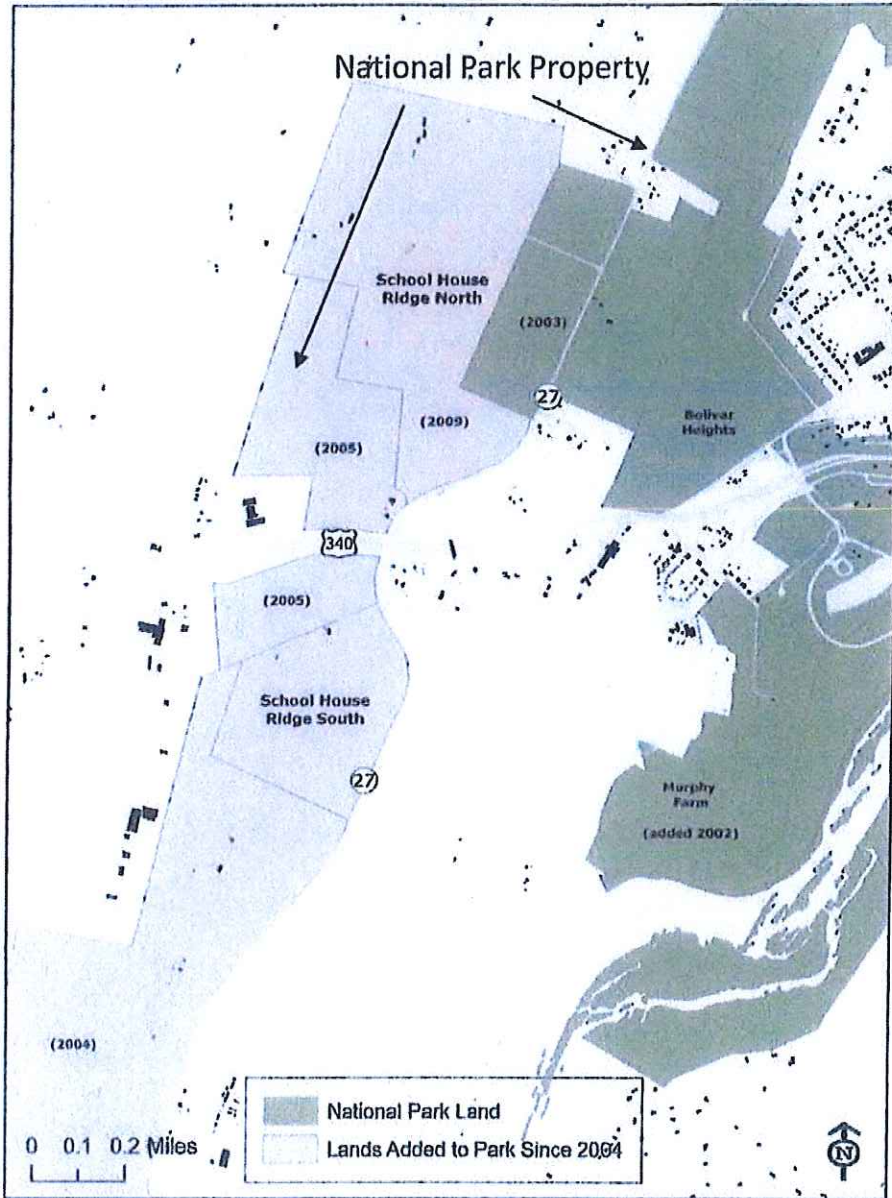 National Park Property
School House
Ridge North
(2003)
27
Bolivar
Heights
(2009)
(2005)
340
(2005)
School House
Ridge South
27
Murphy
Farm
(added 2002)
(2004)
National Park Land
Lands Added to Park Since 2004
0 0.1 0.2 Miles
N